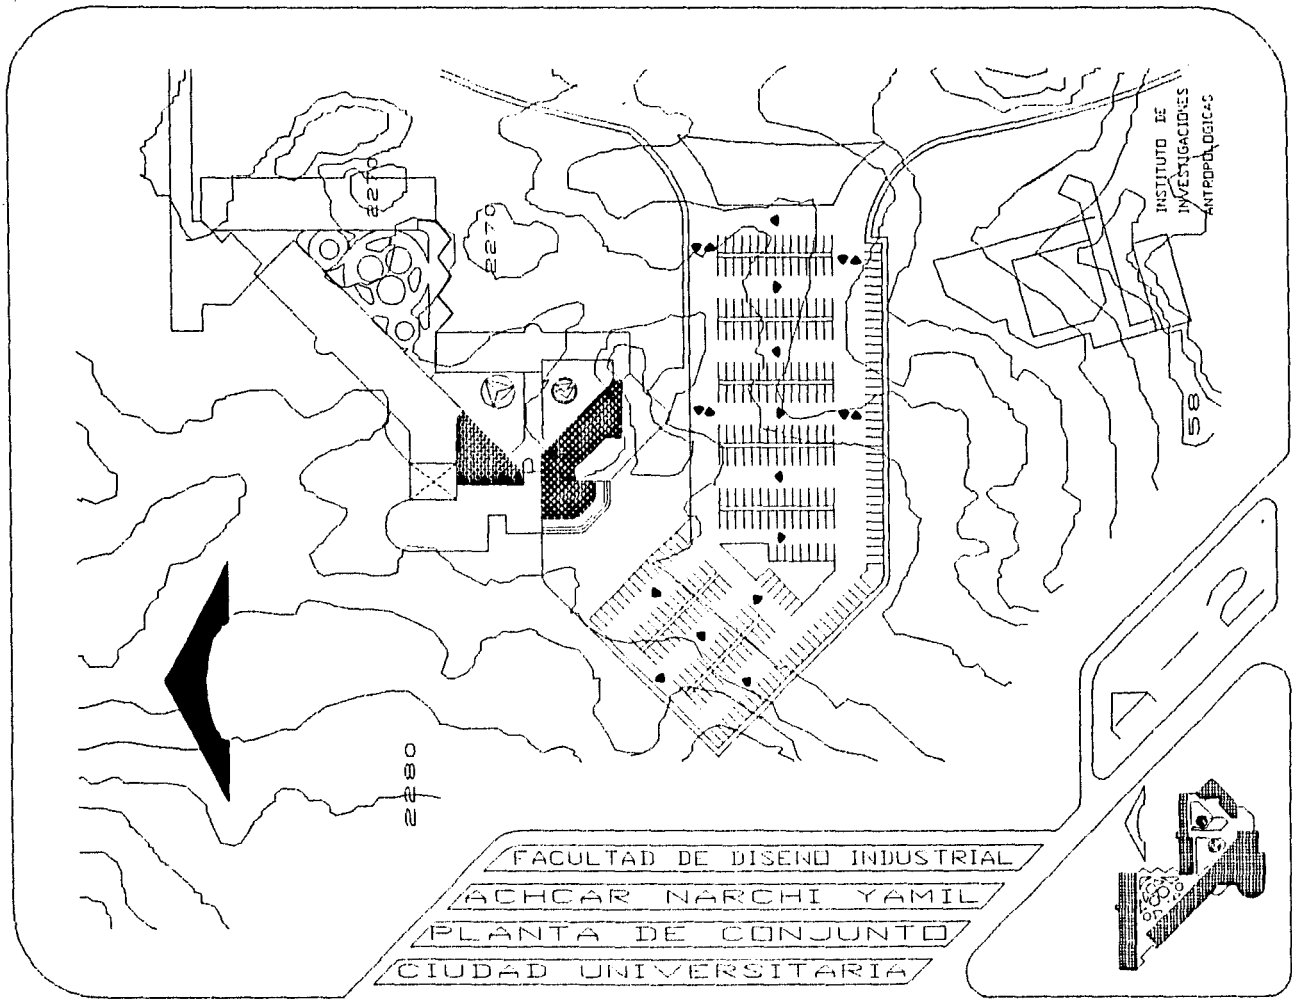 INSTITUTO DE
INVESTIGACIONES
ANTROPOLOGICAS
2270
2270
58
2280
FACULTAD DE DISENO INDUSTRIAL
ACHCAR NARCHI YAMIL
PLANTA DE CONJUNTO
CIUDAD UNIVERSITARIA